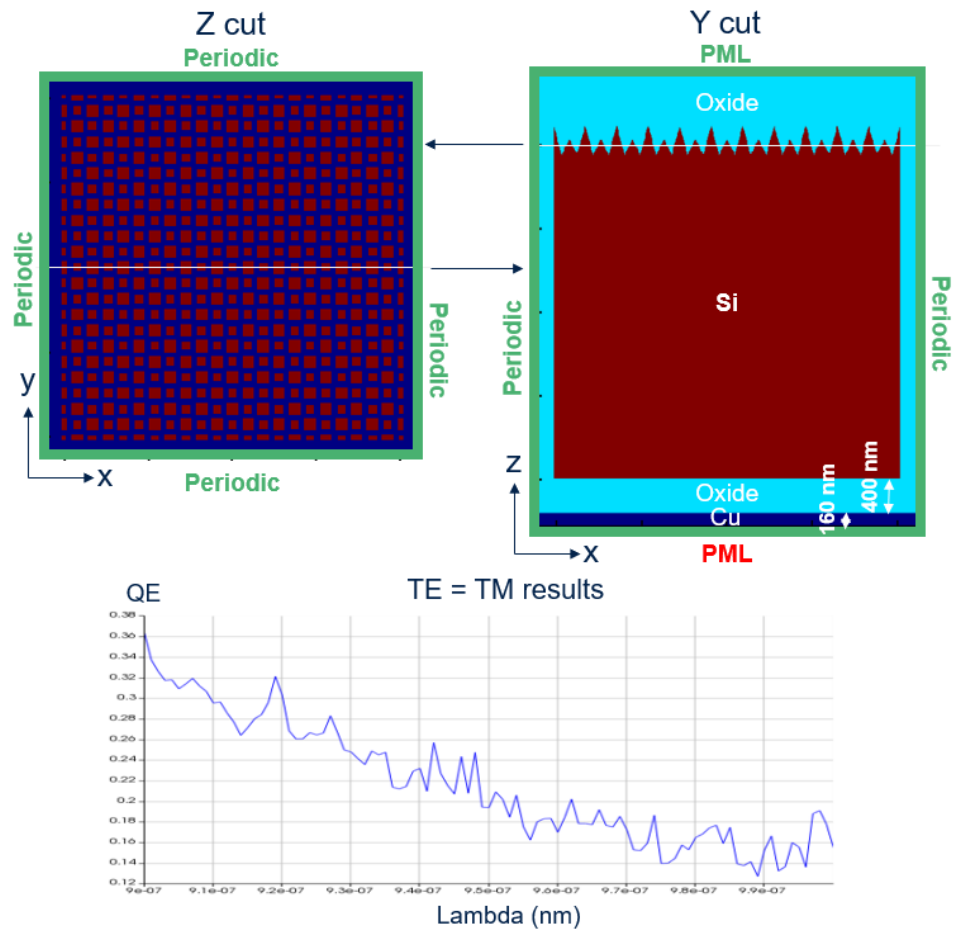 Z cut
Y cut
Periodic
PML
Oxide
Periodic
Periodic
Periodic
Periodic
Si
y
x
Periodic
z
Oxide
Cu
160 nm
400 nm
x
PML
QE
TE = TM results
0.38
0.36
0.34
0.32
0.3
0.28
0.26
0.24
0.22
0.2
0.18
0.16
0.14
0.12
9e-07 9.1e-07 9.2e-07 9.3e-07 9.4e-07 9.5e-07 9.6e-07 9.7e-07 9.8e-07 9.9e-07
Lambda (nm)